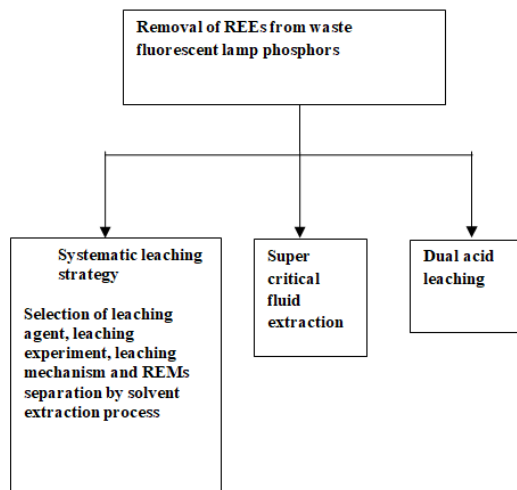 Removal of REEs from waste
fluorescent lamp phosphors
Systematic leaching
strategy
Selection of leaching
agent, leaching
experiment, leaching
mechanism and REMs
separation by solvent
extraction process
Super
critical
fluid
extraction
Dual acid
leaching